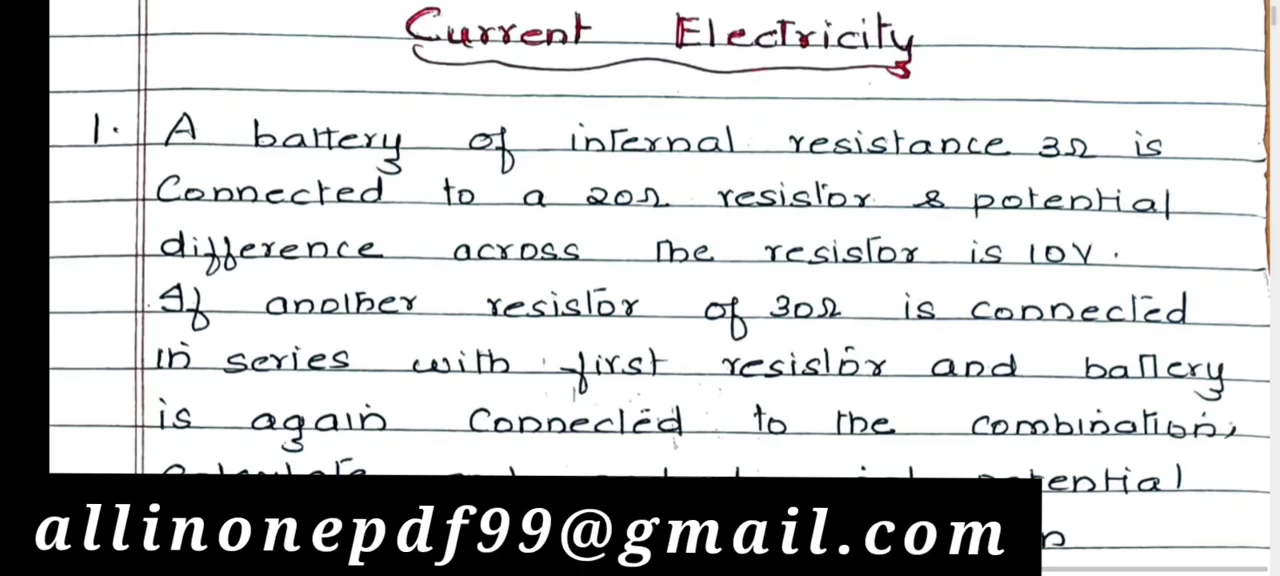 Current Electricity
1. A battery of internal resistance 3Ω is
Connected to a 20Ω resistor & potential
difference across the resistor is 10V.
If another resistor of 30Ω is connected
in series with first resistor and battery
is again connected to the combination,
potential
allinonepdf99@gmail.com